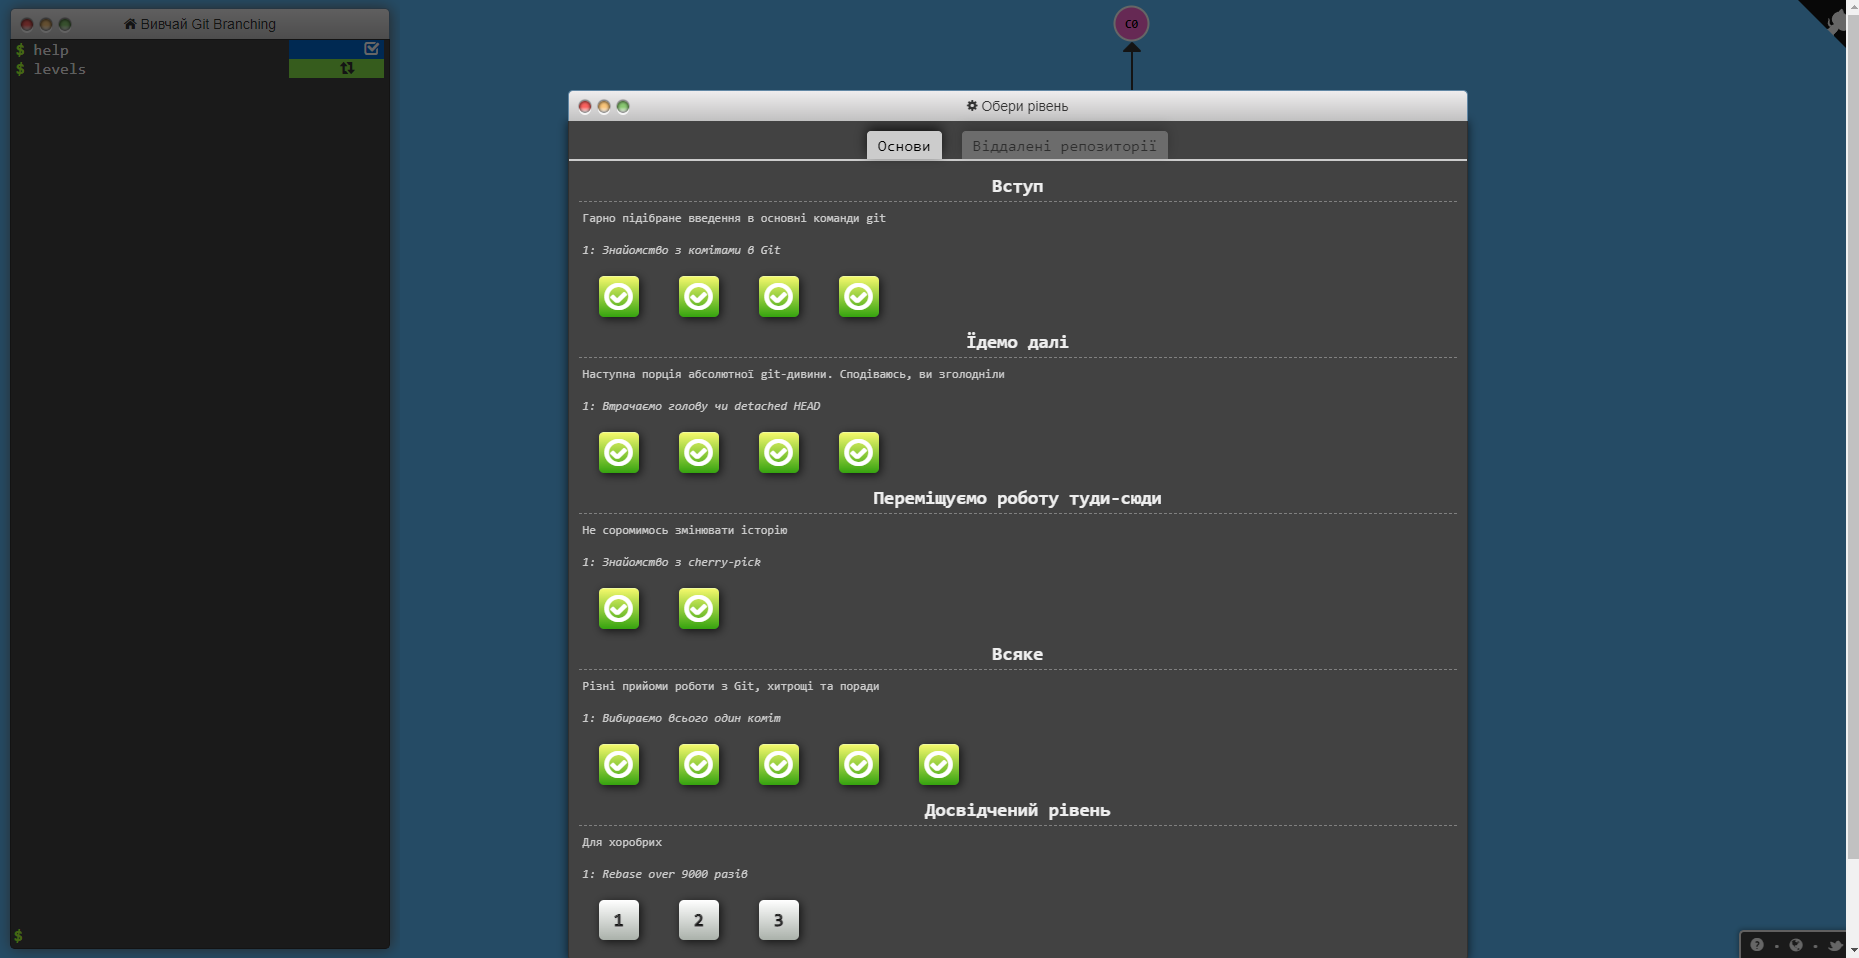 Вивчай Git Branching
$ help
$ levels
$
C0
Обери рівень
Основи
Віддалені репозиторії
Вступ
Гарно підібране введення в основні команди git
1: Знайомство з комітами в Git
Їдемо далі
Наступна порція абсолютної git-дивини. Сподіваюсь, ви зголодніли
1: Втрачаємо голову чи detached HEAD
Переміщуємо роботу туди-сюди
Не соромимось змінювати історію
1: Знайомство з cherry-pick
Всяке
Різні прийоми роботи з Git, хитрощі та поради
1: Вибираємо всього один коміт
Досвідчений рівень
Для хоробрих
1: Rebase over 9000 разів
1 2 3